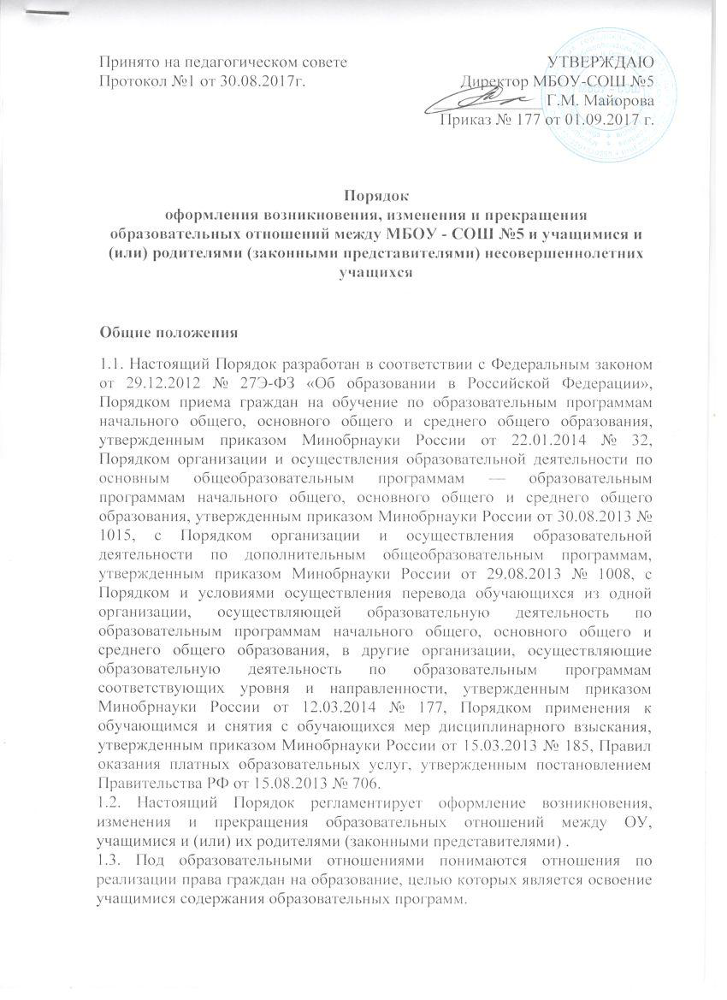 Принято на педагогическом совете
Протокол №1 от 30.08.2017г.
УТВЕРЖДАЮ
Директор МБОУ-СОШ №5
Г.М. Майорова
Приказ № 177 от 01.09.2017 г.
МБОУ - СОШ
Порядок
оформления возникновения, изменения и прекращения
образовательных отношений между МБОУ - СОШ №5 и учащимися и
(или) родителями (законными представителями) несовершеннолетних
учащихся
Общие положения
1.1. Настоящий Порядок разработан в соответствии с Федеральным законом
от 29.12.2012 № 27Э-ФЗ «Об образовании в Российской Федерации»,
Порядком приема граждан на обучение по образовательным программам
начального общего, основного общего и среднего общего образования,
утвержденным приказом Минобрнауки России от 22.01.2014 № 32,
Порядком организации и осуществления образовательной деятельности по
основным общеобразовательным программам — образовательным
программам начального общего, основного общего и среднего общего
образования, утвержденным приказом Минобрнауки России от 30.08.2013 №
1015, с Порядком организации и осуществления образовательной
деятельности по дополнительным общеобразовательным программам,
утвержденным приказом Минобрнауки России от 29.08.2013 № 1008, с
Порядком и условиями осуществления перевода обучающихся из одной
организации, осуществляющей образовательную деятельность по
образовательным программам начального общего, основного общего и
среднего общего образования, в другие организации, осуществляющие
образовательную деятельность по образовательным программам
соответствующих уровня и направленности, утвержденным приказом
Минобрнауки России от 12.03.2014 № 177, Порядком применения к
обучающимся и снятия с обучающихся мер дисциплинарного взыскания,
утвержденным приказом Минобрнауки России от 15.03.2013 № 185, Правил
оказания платных образовательных услуг, утвержденным постановлением
Правительства РФ от 15.08.2013 № 706.
1.2. Настоящий Порядок регламентирует оформление возникновения,
изменения и прекращения образовательных отношений между ОУ,
учащимися и (или) их родителями (законными представителями) .
1.3. Под образовательными отношениями понимаются отношения по
реализации права граждан на образование, целью которых является освоение
учащимися содержания образовательных программ.